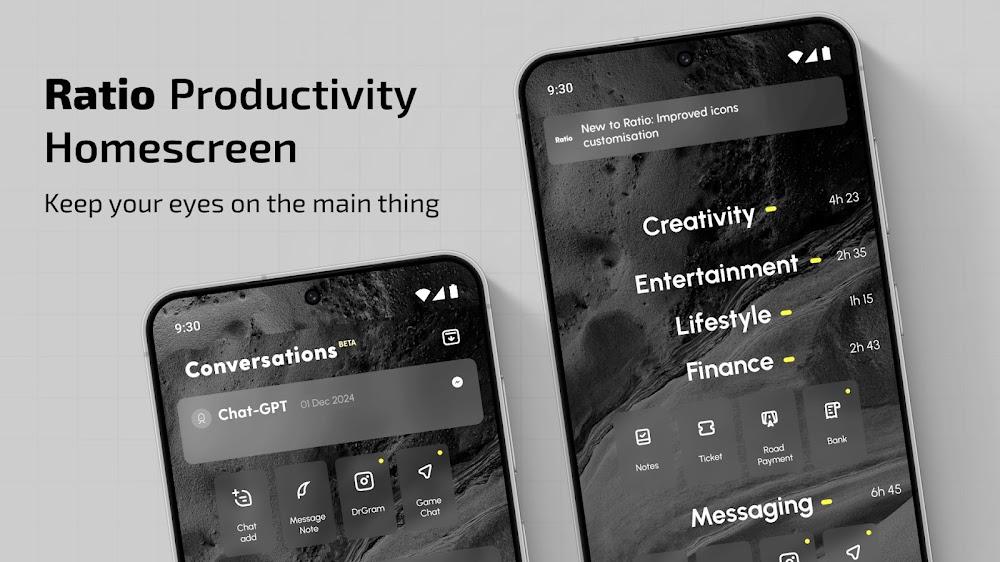 Ratio Productivity
Homescreen
Keep your eyes on the main thing
9:30
Conversations BETA
Chat-GPT 01 Dec 2024
Chat
add
Message
Note
DrGram
Game
Chat
9:30
Ratio
New to Ratio: Improved icons
customisation
Creativity 4h 23
Entertainment 2h 35
Lifestyle 1h 15
Finance 2h 43
Notes
Ticket
Road
Payment
Bank
Messaging 6h 45